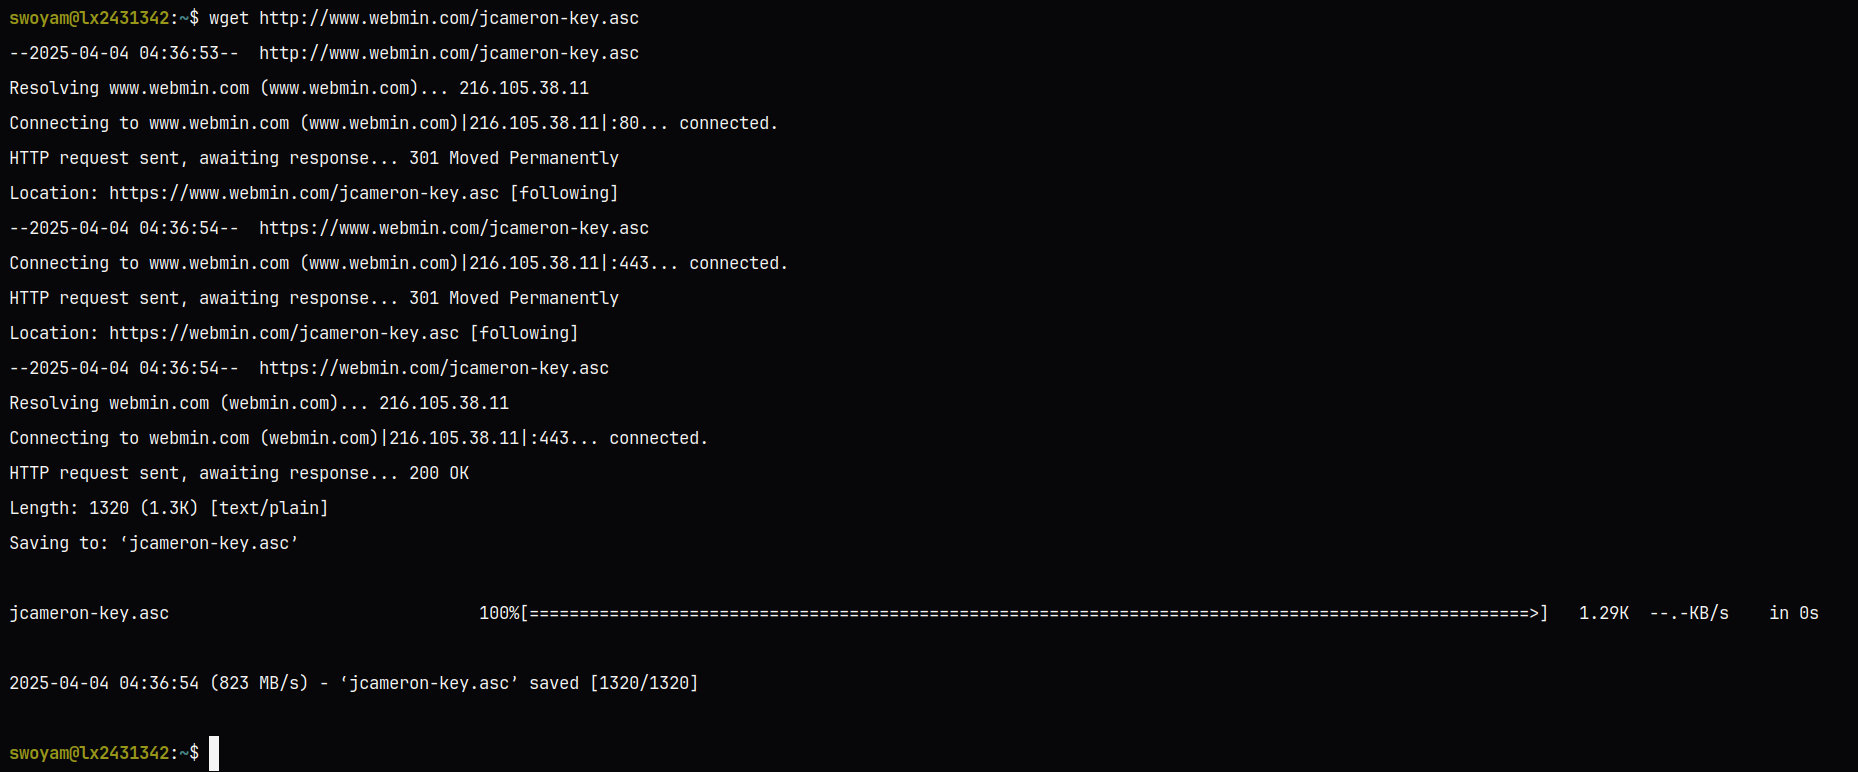 swoyam@lx2431342:~$ wget http://www.webmin.com/jcameron-key.asc
--2025-04-04 04:36:53--  http://www.webmin.com/jcameron-key.asc
Resolving www.webmin.com (www.webmin.com)... 216.105.38.11
Connecting to www.webmin.com (www.webmin.com)|216.105.38.11|:80... connected.
HTTP request sent, awaiting response... 301 Moved Permanently
Location: https://www.webmin.com/jcameron-key.asc [following]
--2025-04-04 04:36:54--  https://www.webmin.com/jcameron-key.asc
Connecting to www.webmin.com (www.webmin.com)|216.105.38.11|:443... connected.
HTTP request sent, awaiting response... 301 Moved Permanently
Location: https://webmin.com/jcameron-key.asc [following]
--2025-04-04 04:36:54--  https://webmin.com/jcameron-key.asc
Resolving webmin.com (webmin.com)... 216.105.38.11
Connecting to webmin.com (webmin.com)|216.105.38.11|:443... connected.
HTTP request sent, awaiting response... 200 OK
Length: 1320 (1.3K) [text/plain]
Saving to: ‘jcameron-key.asc’
jcameron-key.asc                               100%[====================================================================================================>]   1.29K  --.-KB/s    in 0s
2025-04-04 04:36:54 (823 MB/s) - ‘jcameron-key.asc’ saved [1320/1320]
swoyam@lx2431342:~$